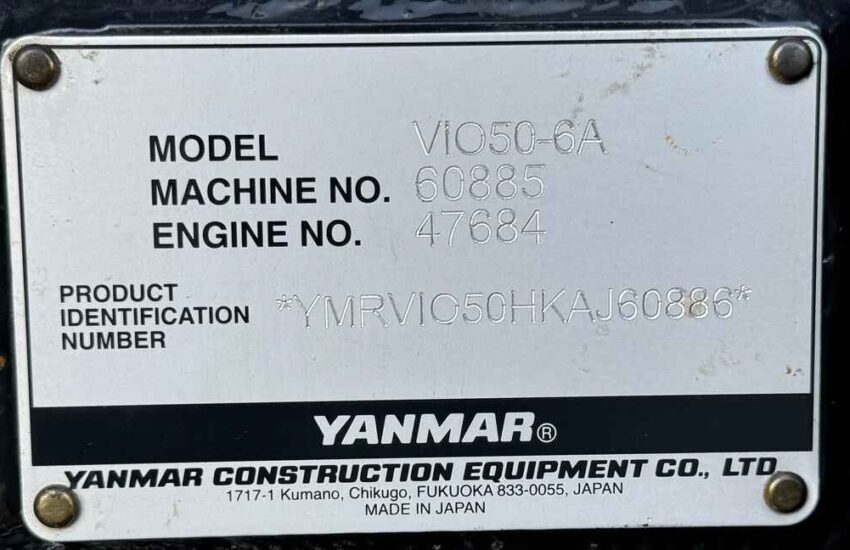 MODEL VIO50-6A
MACHINE NO. 60885
ENGINE NO. 47684
PRODUCT
IDENTIFICATION *YMRVIO50HKAJ60886*
NUMBER
YANMAR®
YANMAR CONSTRUCTION EQUIPMENT CO., LTD
1717-1 Kumano, Chikugo, FUKUOKA 833-0055, JAPAN
MADE IN JAPAN